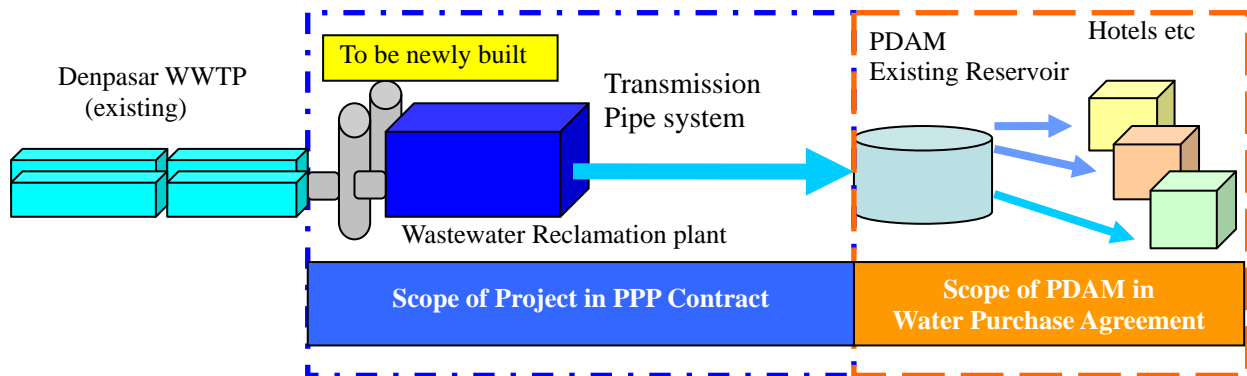 Denpasar WWTP
(existing)
To be newly built
Transmission
Pipe system
Wastewater Reclamation plant
PDAM
Existing Reservoir
Hotels etc
Scope of Project in PPP Contract
Scope of PDAM in
Water Purchase Agreement